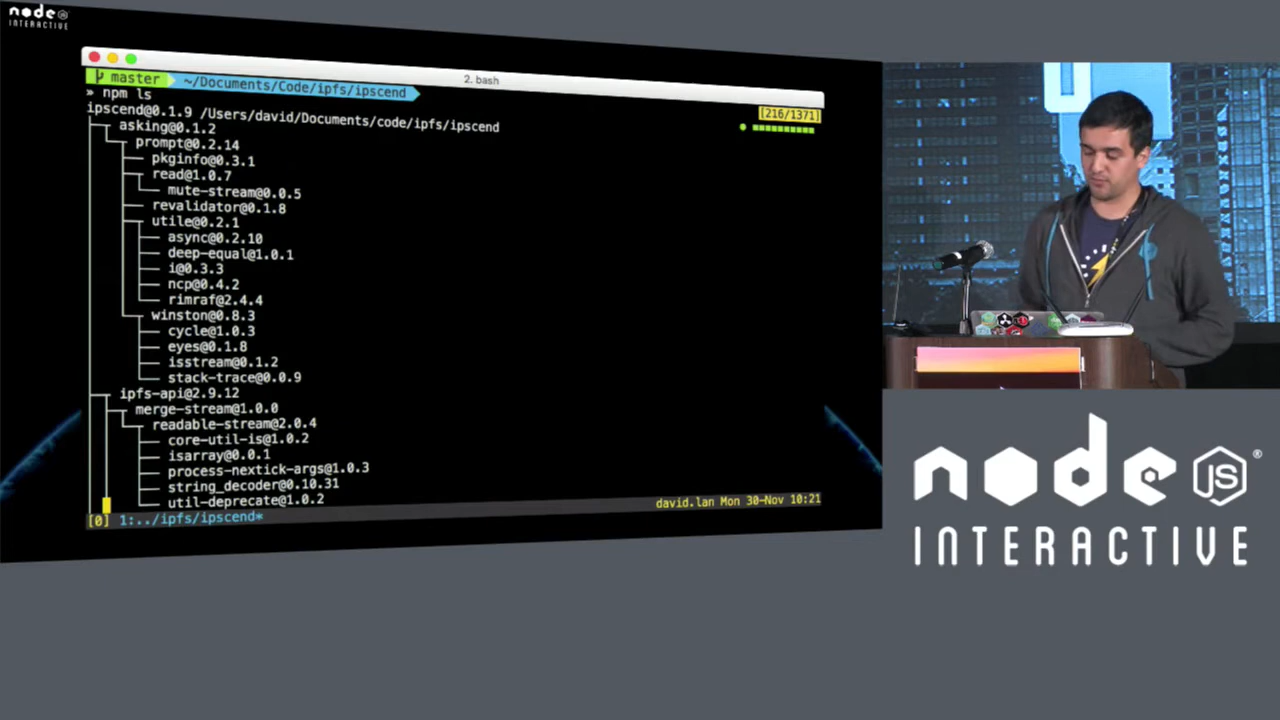 node JS
INTERACTIVE
2. bash
master ~/Documents/Code/ipfs/ipscend
» npm ls
[216/1371]
ipscend@0.1.9 /Users/david/Documents/code/ipfs/ipscend
asking@0.1.2
prompt@0.2.14
pkginfo@0.3.1
read@1.0.7
mute-stream@0.0.5
revalidator@0.1.8
utile@0.2.1
async@0.2.10
deep-equal@1.0.1
i@0.3.3
ncp@0.4.2
rimraf@2.4.4
winston@0.8.3
cycle@1.0.3
eyes@0.1.8
isstream@0.1.2
stack-trace@0.0.9
ipfs-api@2.9.12
merge-stream@1.0.0
readable-stream@2.0.4
core-util-is@1.0.2
isarray@0.0.1
process-nextick-args@1.0.3
string_decoder@0.10.31
util-deprecate@1.0.2
[0] 1:../ipfs/ipscend* david.lan Mon 30-Nov 10:21
node JS ®
INTERACTIVE